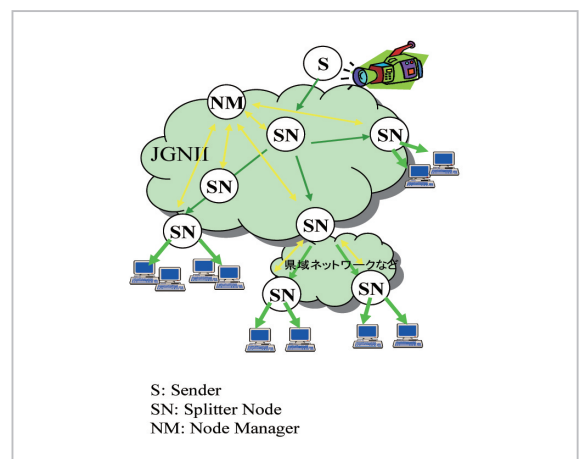 S
NM
SN
SN
JGNII
SN
SN
SN
県域ネットワークなど
SN
SN
S: Sender
SN: Splitter Node
NM: Node Manager